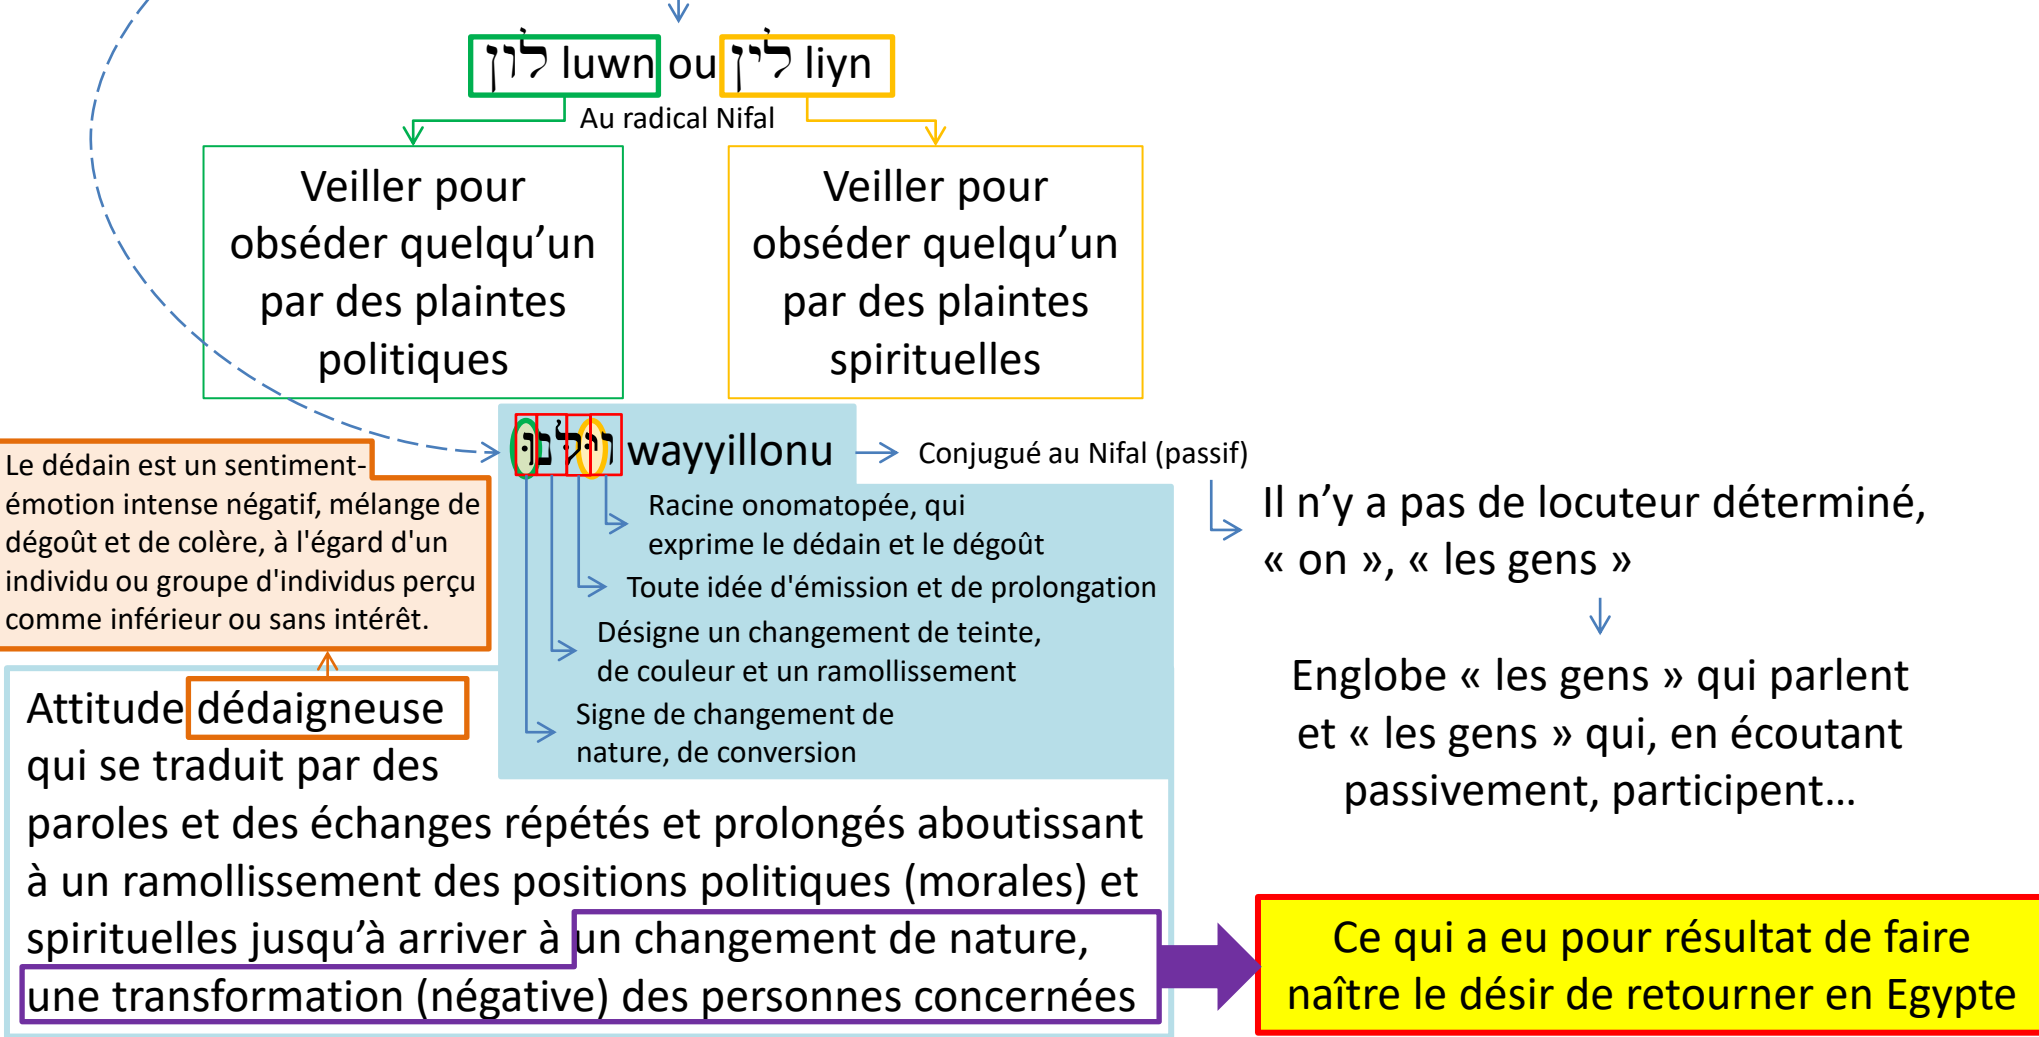 לון luwn ou לין liyn
Au radical Nifal
Veiller pour
obséder quelqu’un
par des plaintes
politiques
Veiller pour
obséder quelqu’un
par des plaintes
spirituelles
וַיִּלֹּנוּ wayyillonu
Conjugué au Nifal (passif)
Racine onomatopée, qui
exprime le dédain et le dégoût
Toute idée d'émission et de prolongation
Désigne un changement de teinte,
de couleur et un ramollissement
Signe de changement de
nature, de conversion
Il n’y a pas de locuteur déterminé,
« on », « les gens »
Englobe « les gens » qui parlent
et « les gens » qui, en écoutant
passivement, participent…
Le dédain est un sentiment-
émotion intense négatif, mélange de
dégoût et de colère, à l'égard d'un
individu ou groupe d'individus perçu
comme inférieur ou sans intérêt.
Attitude dédaigneuse
qui se traduit par des
paroles et des échanges répétés et prolongés aboutissant
à un ramollissement des positions politiques (morales) et
spirituelles jusqu’à arriver à un changement de nature,
une transformation (négative) des personnes concernées
Ce qui a eu pour résultat de faire
naître le désir de retourner en Egypte